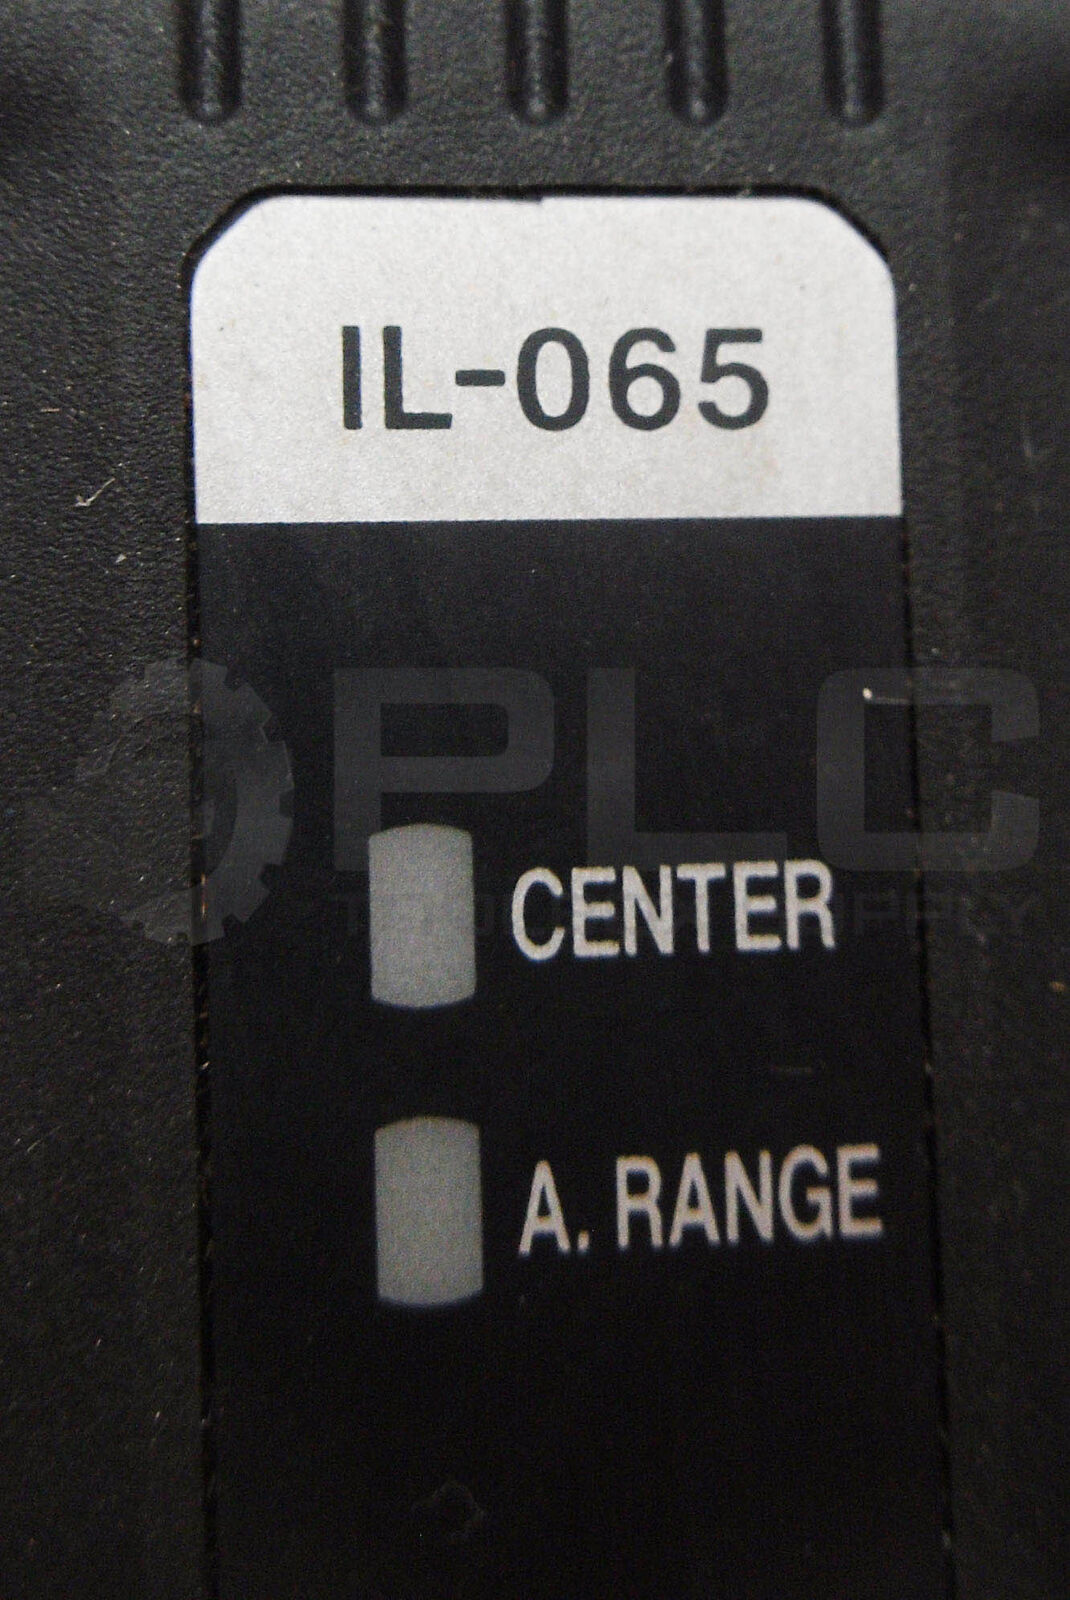 IL-065
PLC
CENTER
A. RANGE